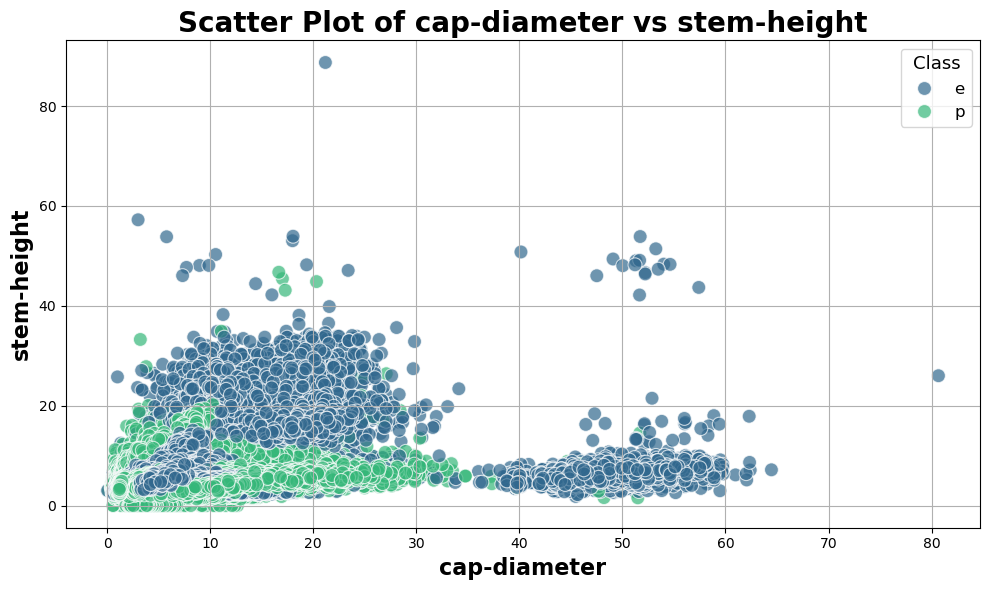 Scatter Plot of cap-diameter vs stem-height
Class
e
p
stem-height
80
60
40
20
0
0 10 20 30 40 50 60 70 80
cap-diameter